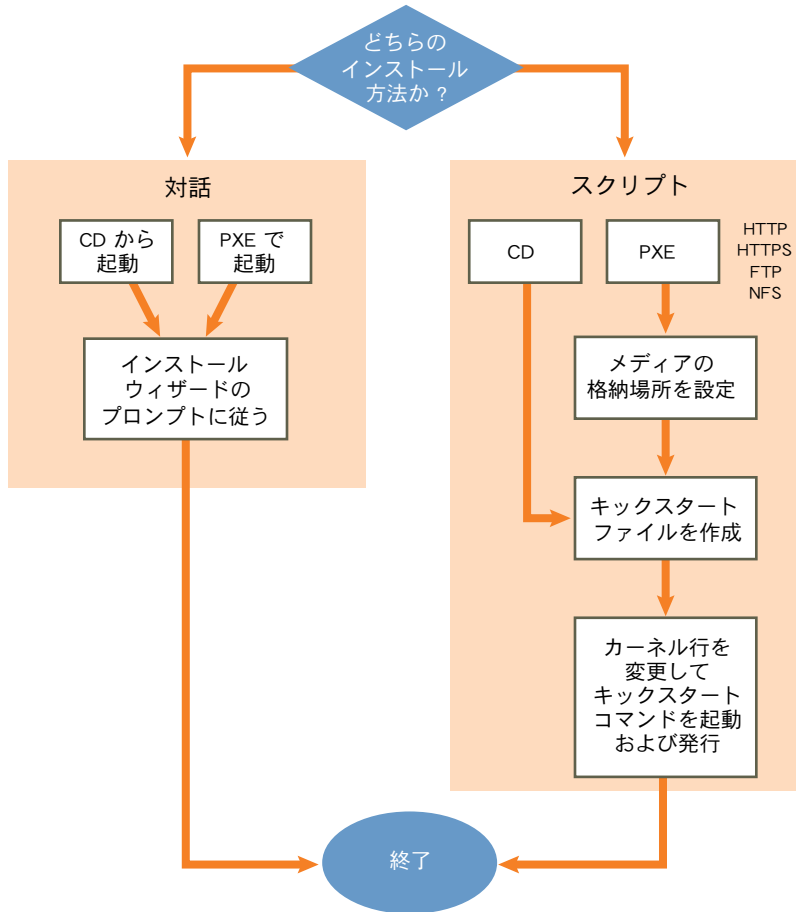 どちらの
インストール
方法か ?
対話
CD から
起動
PXE で
起動
インストール
ウィザードの
プロンプトに従う
スクリプト
CD
PXE
HTTP
HTTPS
FTP
NFS
メディアの
格納場所を設定
キックスタート
ファイルを作成
カーネル行を
変更して
キックスタート
コマンドを起動
および発行
終了